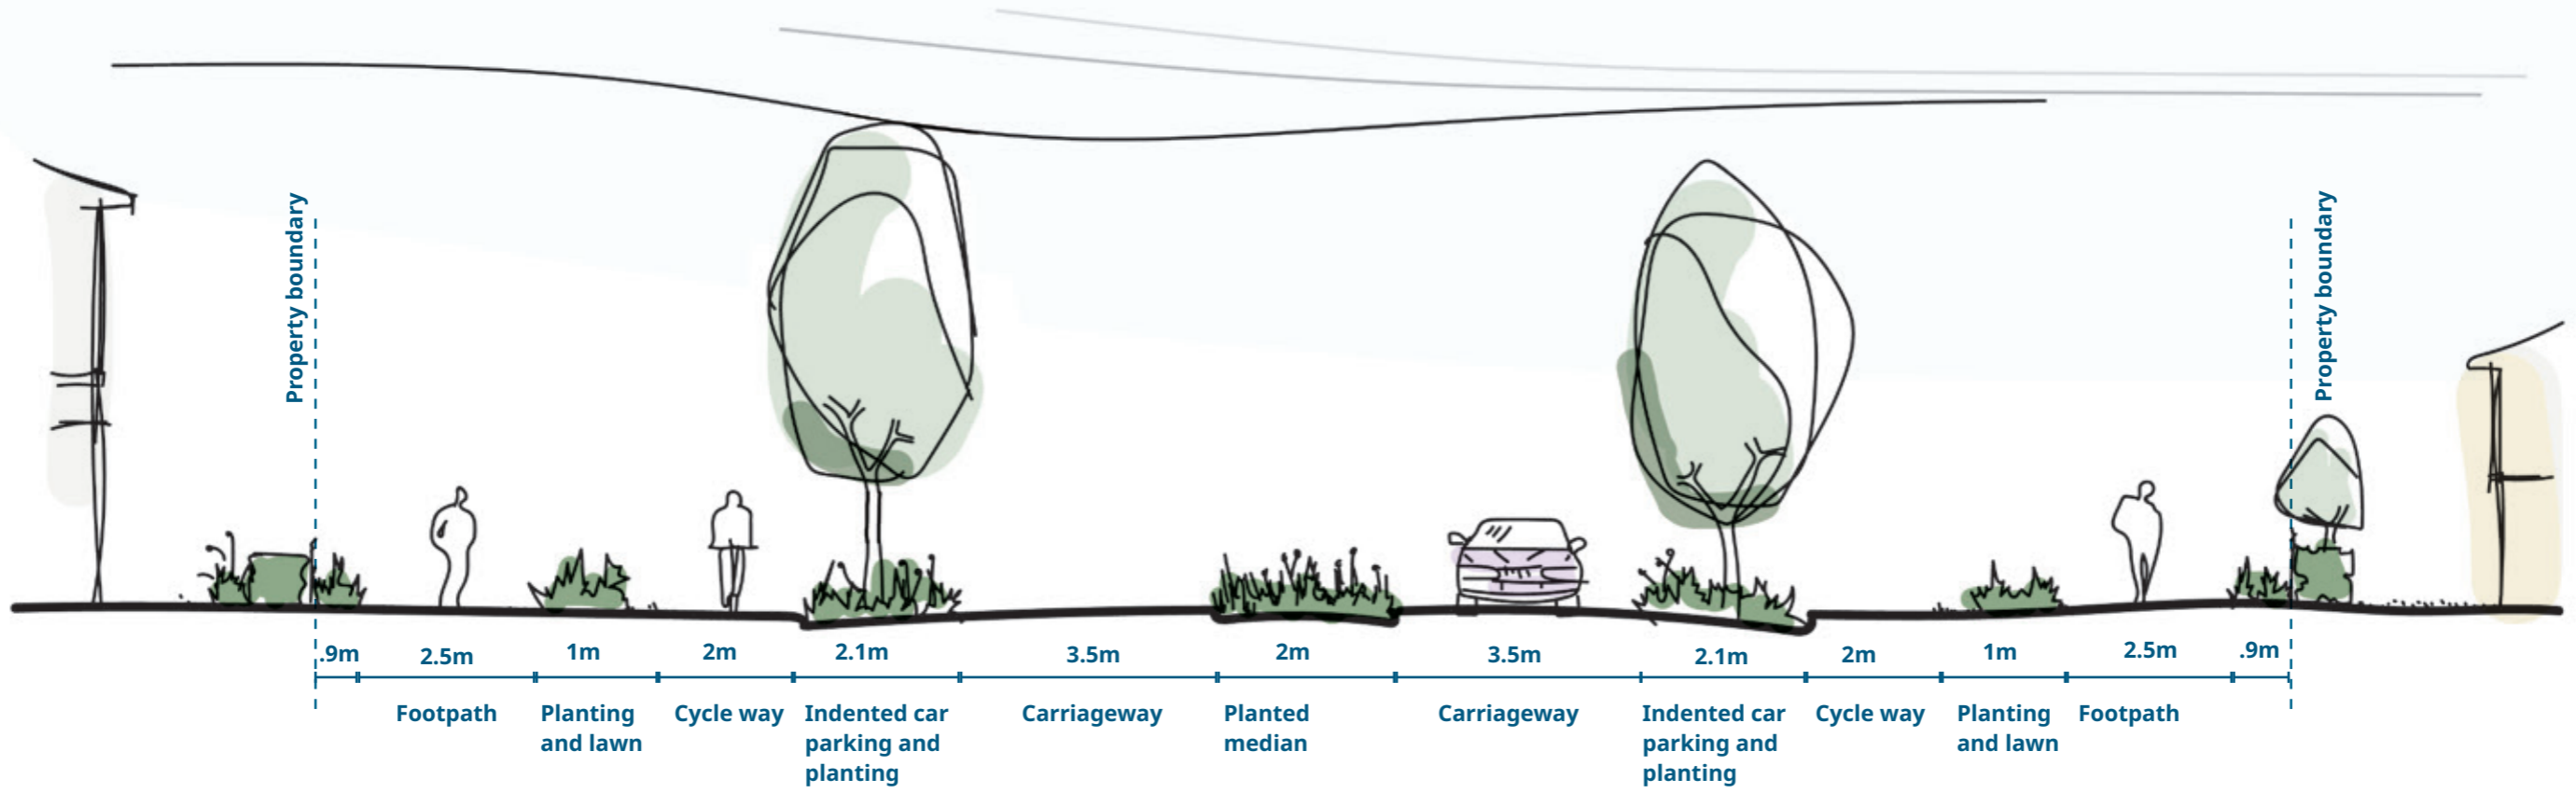 Property boundary
Property boundary
.9m
2.5m
1m
2m
2.1m
3.5m
2m
3.5m
2.1m
2m
1m
2.5m
.9m
Footpath
Planting
and lawn
Cycle way
Indented car
parking and
planting
Carriageway
Planted
median
Carriageway
Indented car
parking and
planting
Cycle way
Planting
and lawn
Footpath